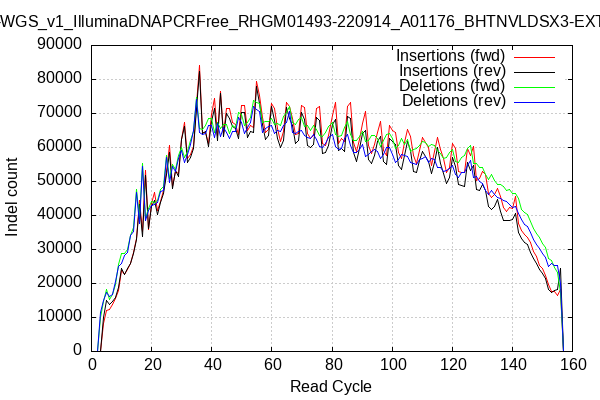 WGS_v1_IlluminaDNAPCRFree_RHGM01493-220914_A01176_BHTNVLDSX3-EXT
Insertions (fwd)
Insertions (rev)
Deletions (fwd)
Deletions (rev)
90000
80000
70000
60000
50000
40000
30000
20000
10000
0
Indel count
0 20 40 60 80 100 120 140 160
Read Cycle